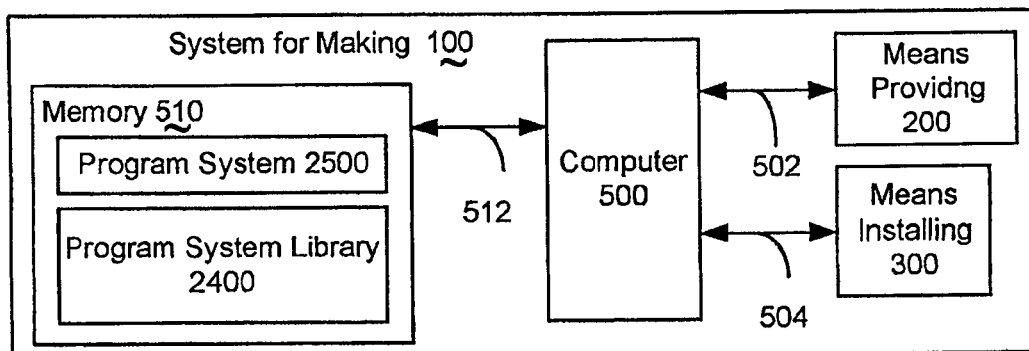 System for Making 100
Memory 510
Program System 2500
Program System Library
2400
512
Computer
500
502
504
Means
Providng
200
Means
Installing
300